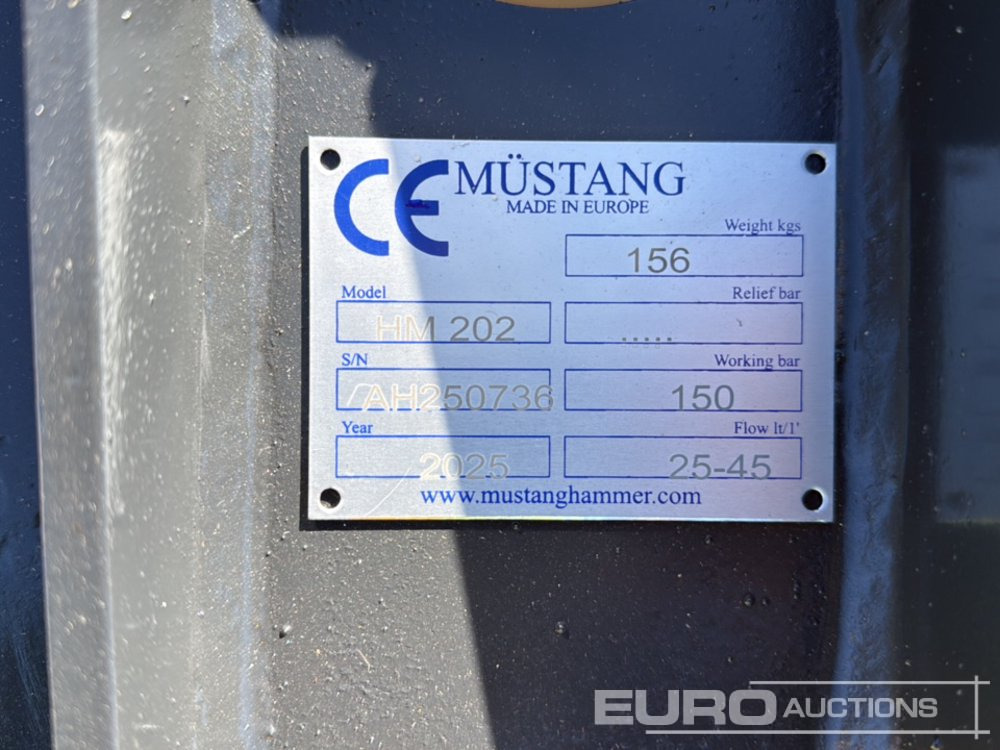 CE MÜSTANG
MADE IN EUROPE
Weight kgs
156
Model
HM 202
Relief bar
.....
S/N
AH250736
Working bar
150
Year
2025
Flow lt/1'
25-45
www.mustanghammer.com
EURO AUCTIONS